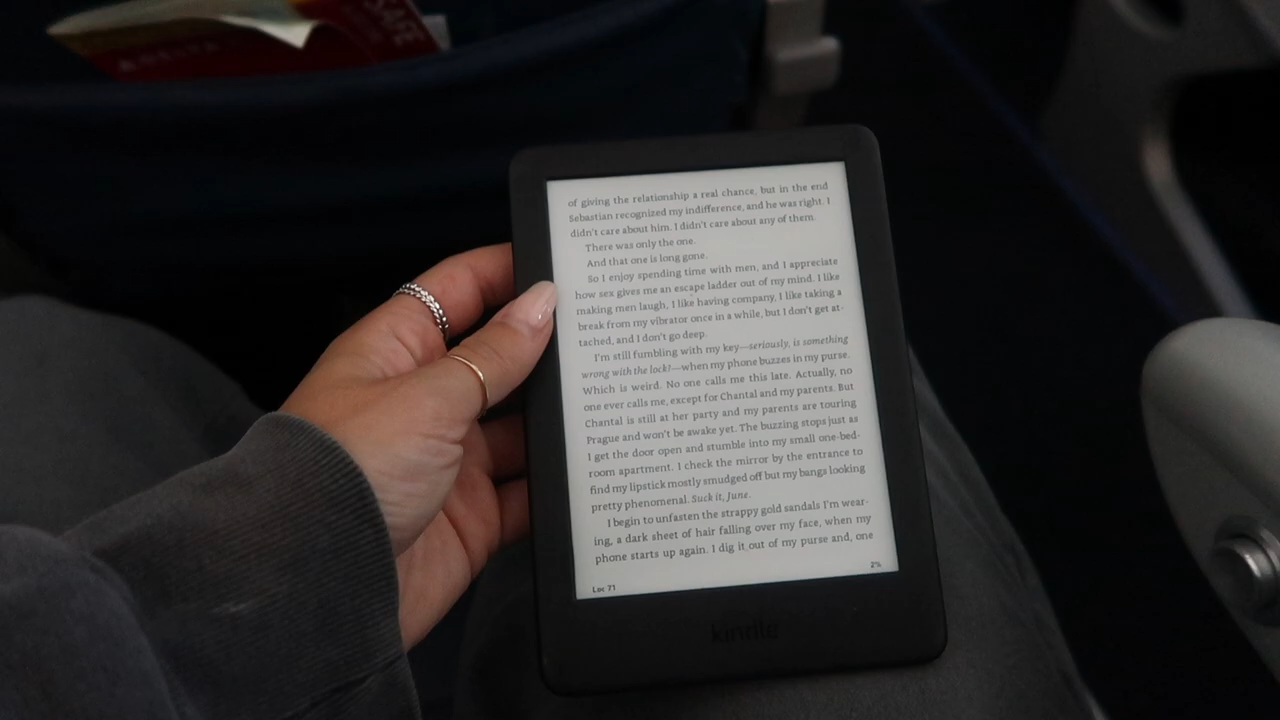 DELTA
SAFE
of giving the relationship a real chance, but in the end
Sebastian recognized my indifference, and he was right. I
didn't care about him. I didn't care about any of them.
There was only the one.
And that one is long gone.
So I enjoy spending time with men, and I appreciate
how sex gives me an escape ladder out of my mind. I like
making men laugh, I like having company, I like taking a
break from my vibrator once in a while, but I don't get at-
tached, and I don't go deep.
I'm still fumbling with my key—seriously, is something
wrong with the lock?—when my phone buzzes in my purse.
Which is weird. No one calls me this late. Actually, no
one ever calls me, except for Chantal and my parents. But
Chantal is still at her party and my parents are touring
Prague and won't be awake yet. The buzzing stops just as
I get the door open and stumble into my small one-bed-
room apartment. I check the mirror by the entrance to
find my lipstick mostly smudged off but my bangs looking
pretty phenomenal. Suck it, June.
I begin to unfasten the strappy gold sandals I'm wear-
ing, a dark sheet of hair falling over my face, when my
phone starts up again. I dig it out of my purse and, one
Loc 71
2%
kindle